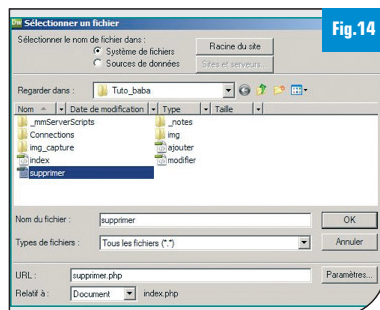 Dw Sélectionner un fichier
Fig.14
Sélectionner le nom de fichier dans :
Système de fichiers
Racine du site
Sources de données
Sites et serveurs...
Regarder dans :
Tuto_baba
Nom
Date de modification
Type
Taille
_mmServerScripts
_notes
Connections
img
img_capture
ajouter
index
modifier
supprimer
Nom du fichier :
supprimer
OK
Types de fichiers :
Tous les fichiers (*.*)
Annuler
URL :
supprimer.php
Paramètres...
Relatif à :
Document
index.php